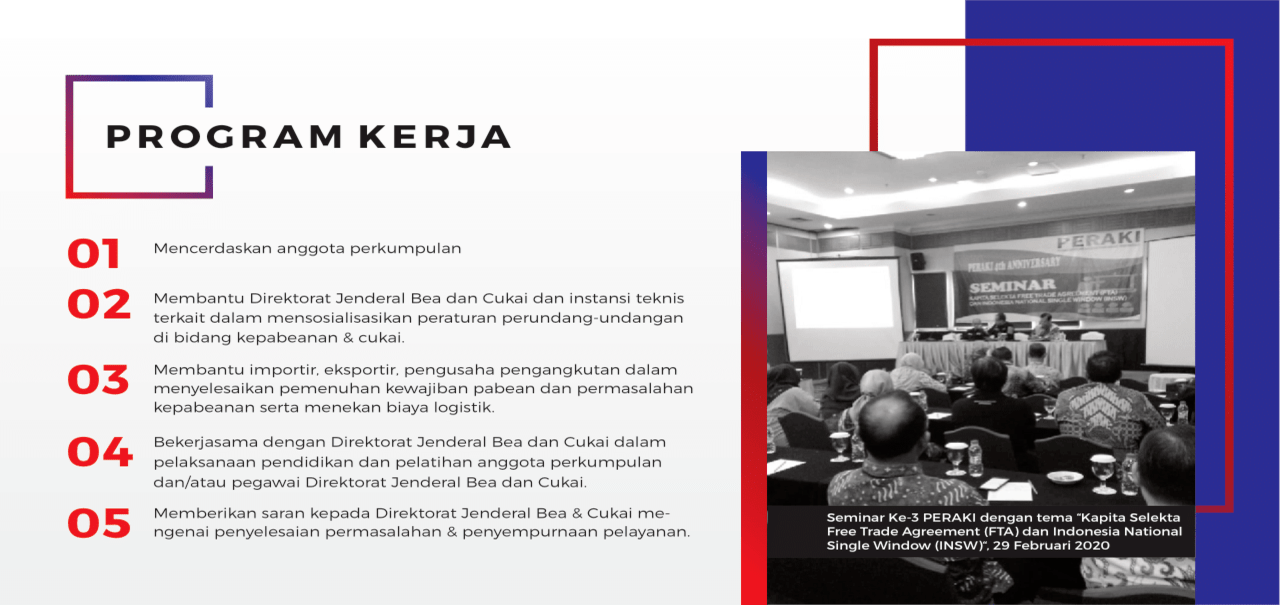 PROGRAM KERJA
01
Mencerdaskan anggota perkumpulan
02
Membantu Direktorat Jenderal Bea dan Cukai dan instansi teknis
terkait dalam mensosialisasikan peraturan perundang-undangan
di bidang kepabeanan & cukai.
03
Membantu importir, eksportir, pengusaha pengangkutan dalam
menyelesaikan pemenuhan kewajiban pabean dan permasalahan
kepabeanan serta menekan biaya logistik.
04
Bekerjasama dengan Direktorat Jenderal Bea dan Cukai dalam
pelaksanaan pendidikan dan pelatihan anggota perkumpulan
dan/atau pegawai Direktorat Jenderal Bea dan Cukai.
05
Memberikan saran kepada Direktorat Jenderal Bea & Cukai me-
ngenai penyelesaian permasalahan & penyempurnaan pelayanan.
PERAKI
PERAKI 4th ANNIVERSARY
SEMINAR
KAPITA SELEKTA FREE TRADE AGREEMENT (FTA)
DAN INDONESIA NATIONAL SINGLE WINDOW (INSW)
Seminar Ke-3 PERAKI dengan tema “Kapita Selekta
Free Trade Agreement (FTA) dan Indonesia National
Single Window (INSW)”, 29 Februari 2020